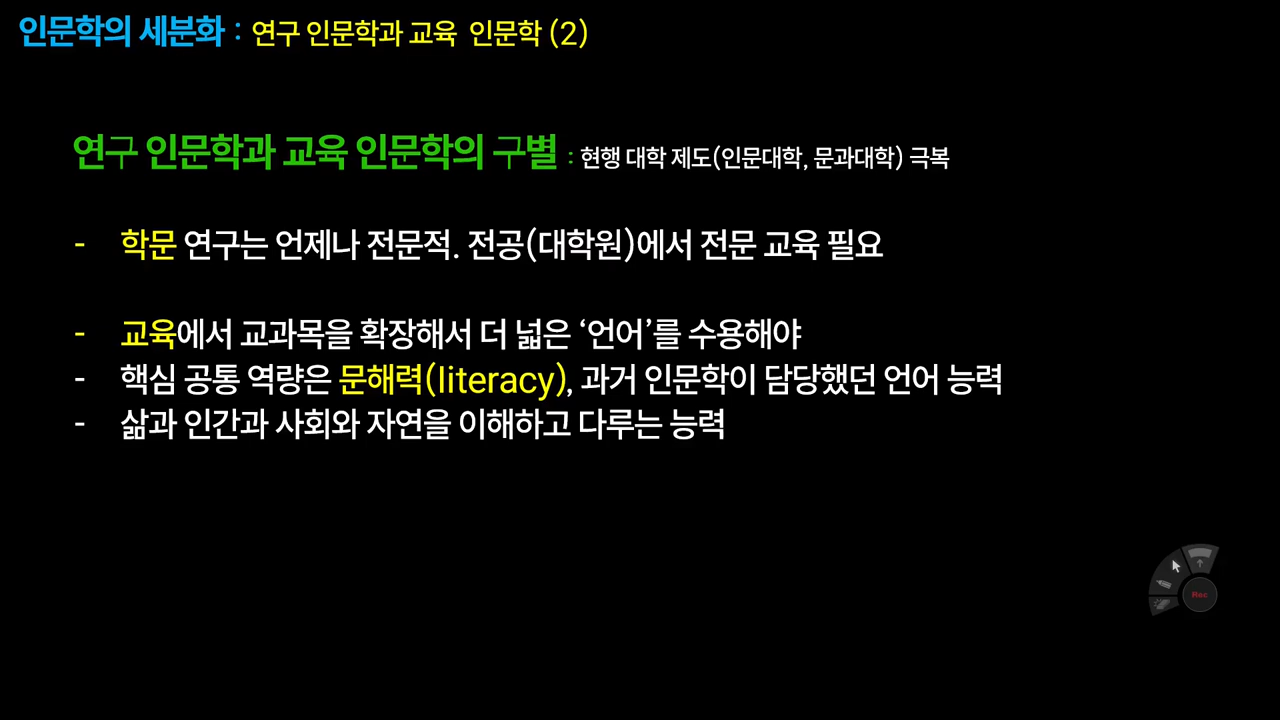 인문학의 세분화 : 연구 인문학과 교육 인문학 (2)
연구 인문학과 교육 인문학의 구별 : 현행 대학 제도(인문대학, 문과대학) 극복
- 학문 연구는 언제나 전문적. 전공(대학원)에서 전문 교육 필요
- 교육에서 교과목을 확장해서 더 넓은 ‘언어’를 수용해야
- 핵심 공통 역량은 문해력(literacy), 과거 인문학이 담당했던 언어 능력
- 삶과 인간과 사회와 자연을 이해하고 다루는 능력
Rec